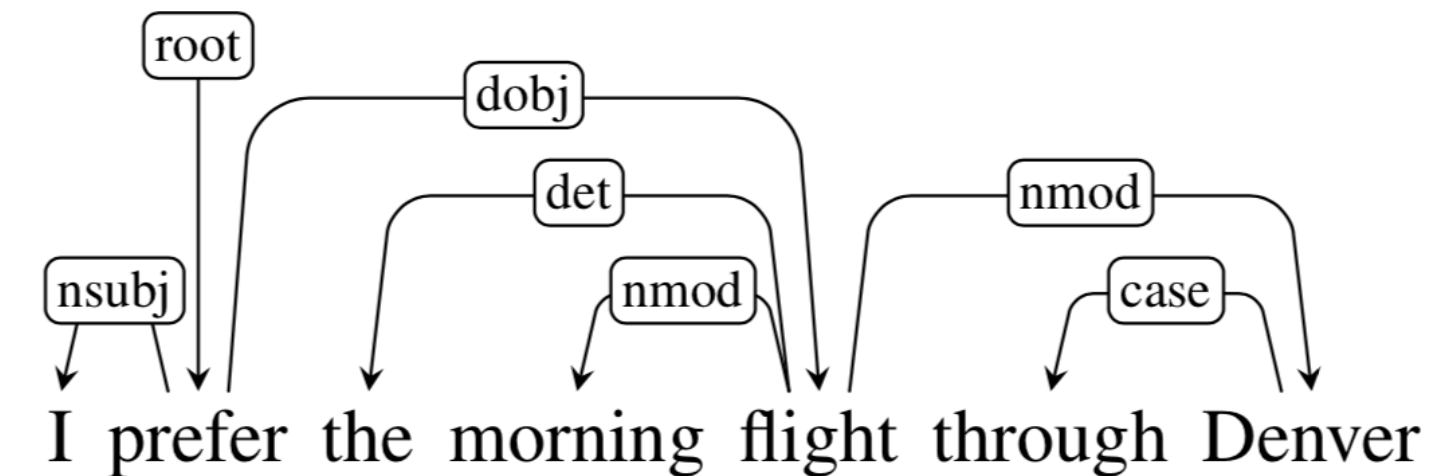 root
dobj
det
nmod
nsubj
nmod
case
I prefer the morning flight through Denver